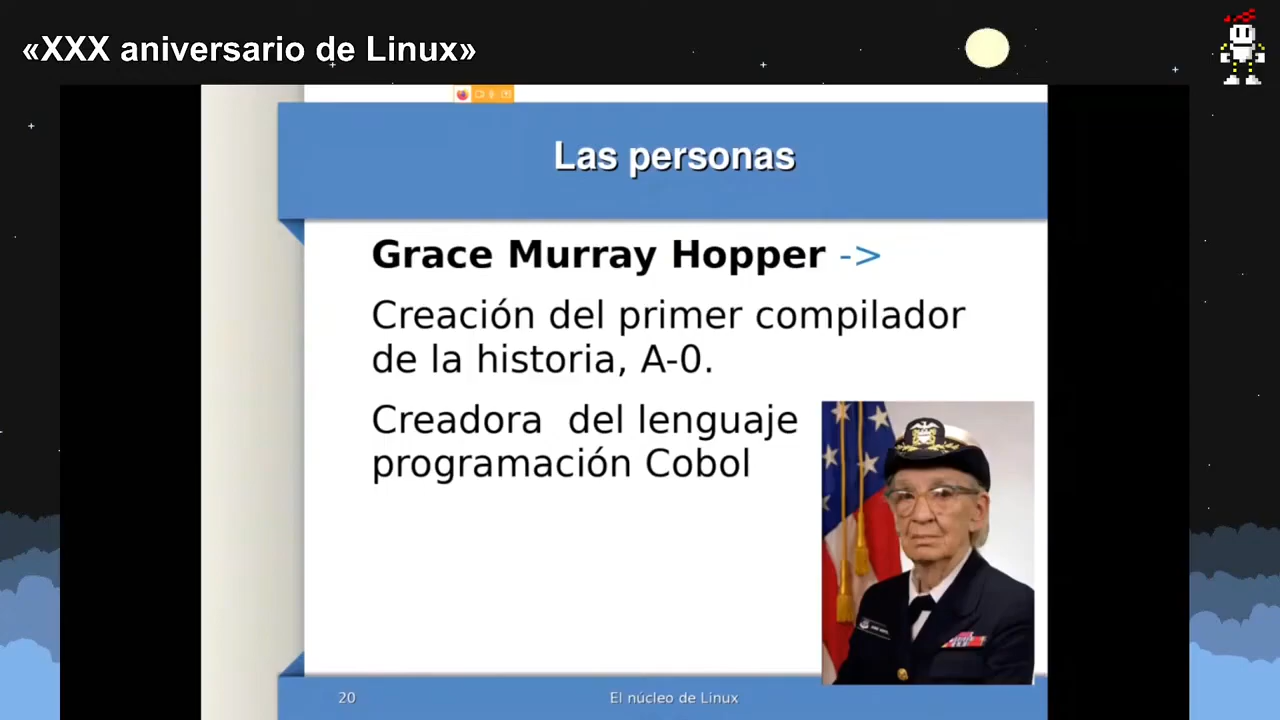 «XXX aniversario de Linux»
Las personas
Grace Murray Hopper ->
Creación del primer compilador
de la historia, A-0.
Creadora  del lenguaje
programación Cobol
20
El núcleo de Linux